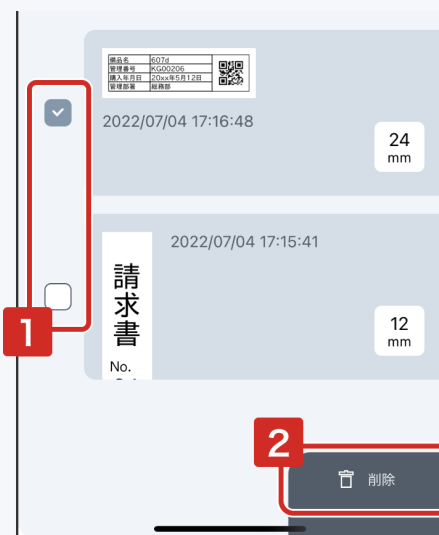 備品名 607d
管理番号 KG00206
購入年月日 20xx年5月12日
管理部署 総務部
2022/07/04 17:16:48
24
mm
2022/07/04 17:15:41
請求書
No.
12
mm
1
2
削除